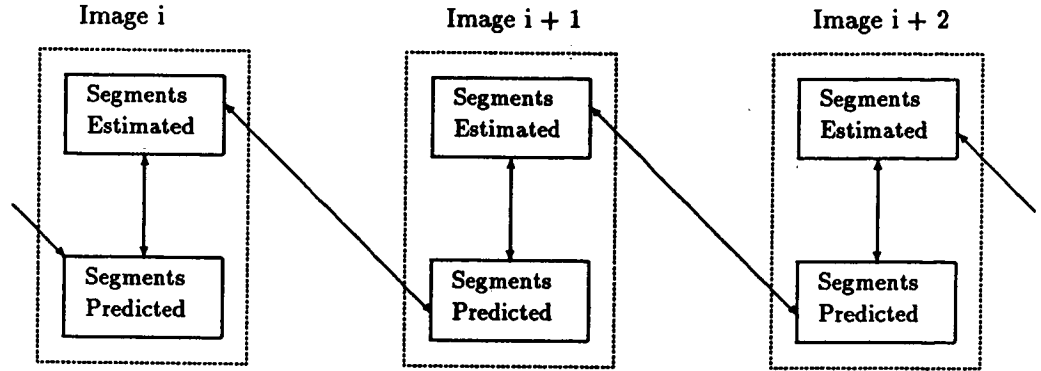 Image i
Image i + 1
Image i + 2
Segments
Estimated
Segments
Estimated
Segments
Estimated
Segments
Predicted
Segments
Predicted
Segments
Predicted